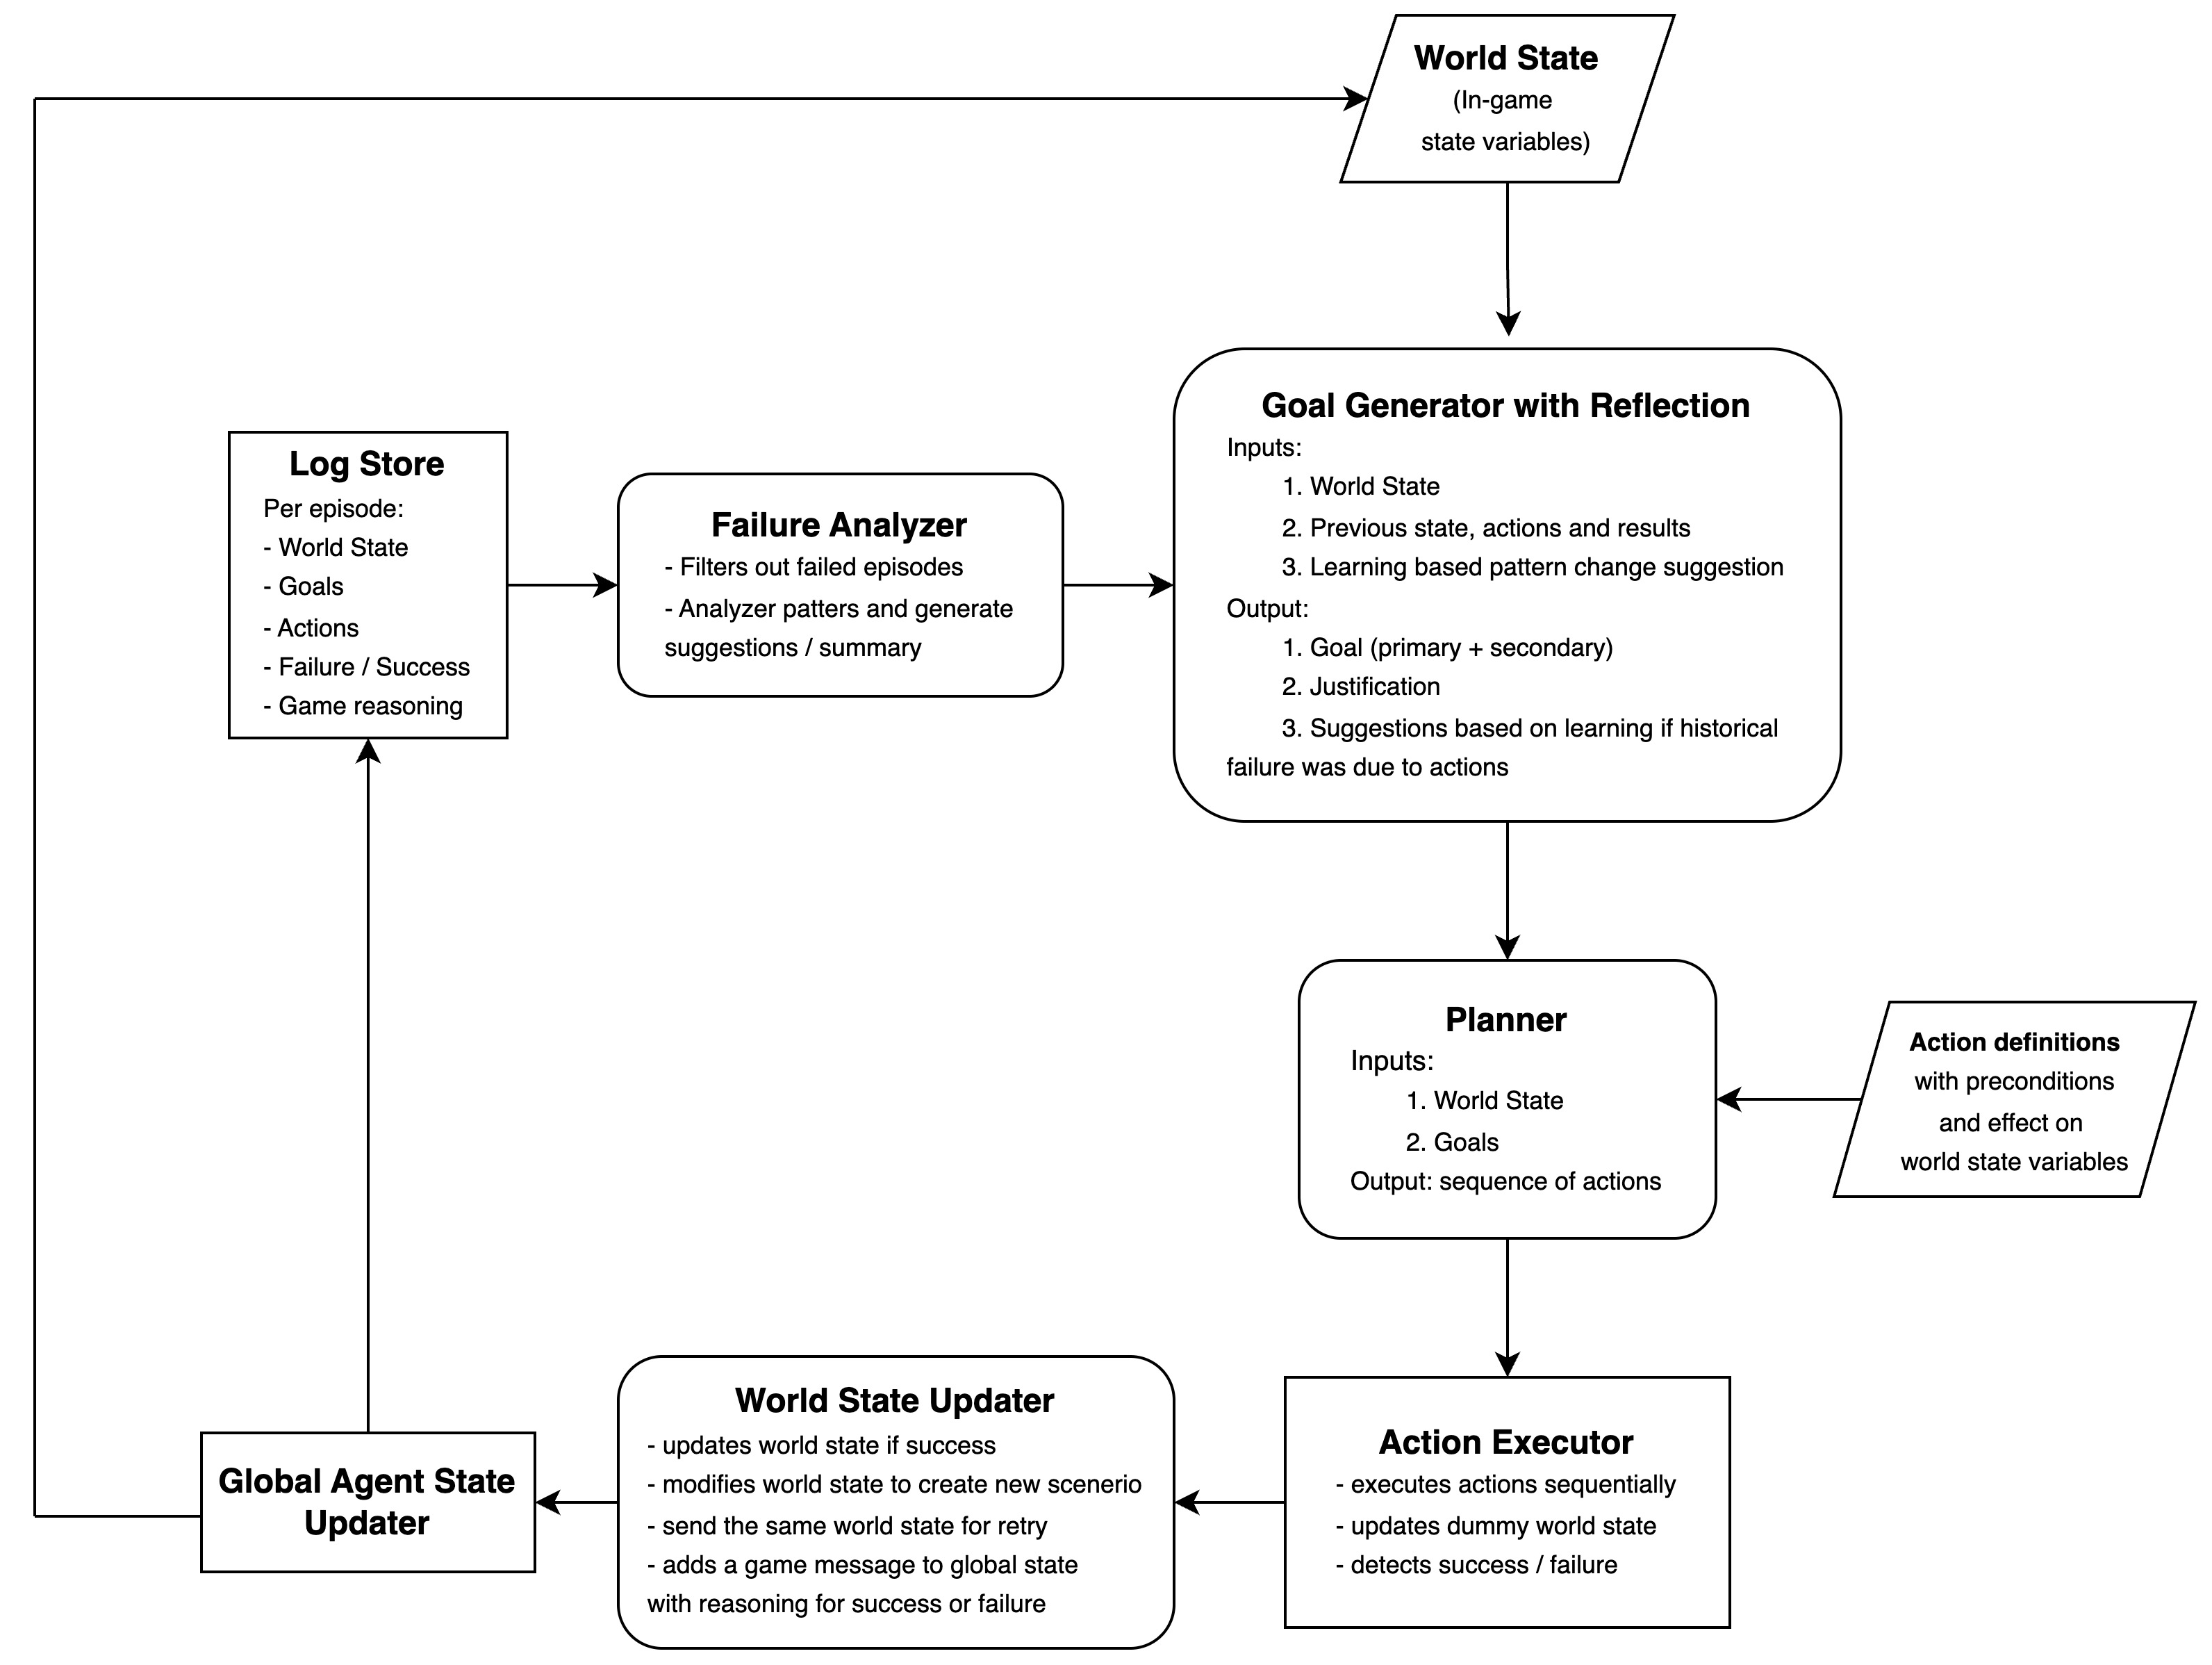 World State
(In-game
state variables)
Goal Generator with Reflection
Inputs:
1. World State
2. Previous state, actions and results
3. Learning based pattern change suggestion
Output:
1. Goal (primary + secondary)
2. Justification
3. Suggestions based on learning if historical
failure was due to actions
Log Store
Per episode:
- World State
- Goals
- Actions
- Failure / Success
- Game reasoning
Failure Analyzer
- Filters out failed episodes
- Analyzer patters and generate
suggestions / summary
Planner
Inputs:
1. World State
2. Goals
Output: sequence of actions
Action definitions
with preconditions
and effect on
world state variables
Action Executor
- executes actions sequentially
- updates dummy world state
- detects success / failure
World State Updater
- updates world state if success
- modifies world state to create new scenerio
- send the same world state for retry
- adds a game message to global state
with reasoning for success or failure
Global Agent State
Updater